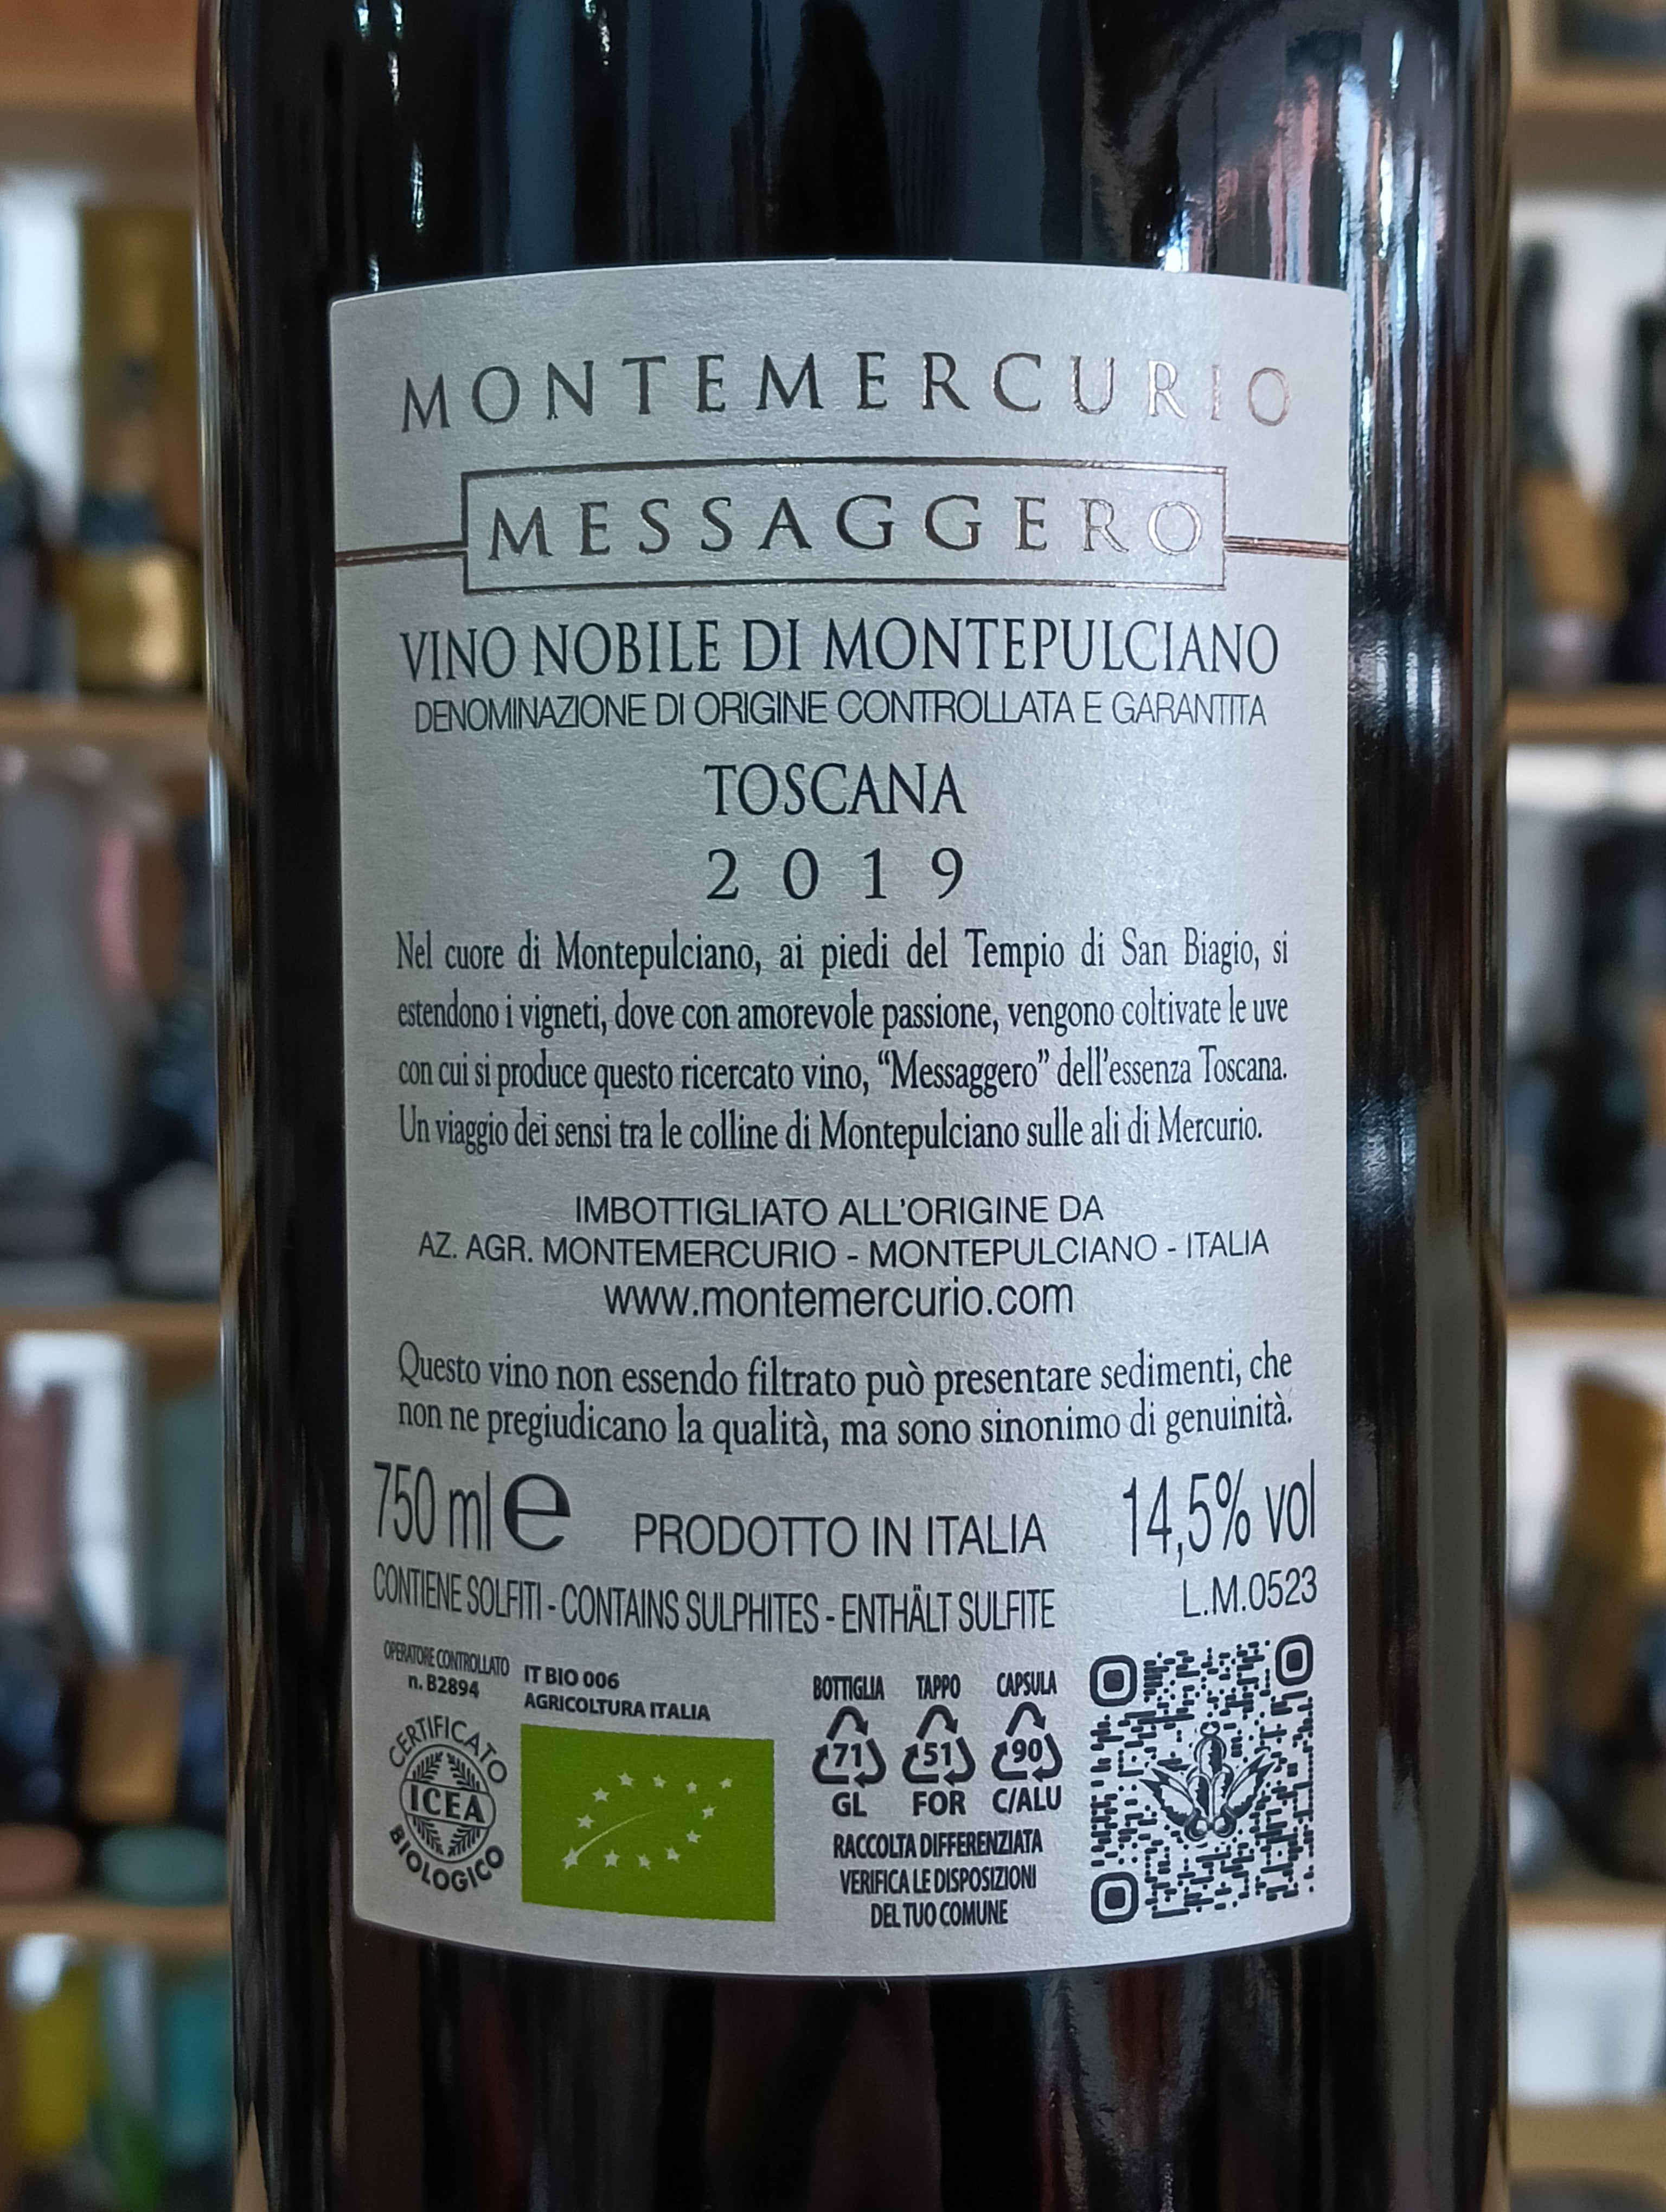 MONTEMERCURIO
MESSAGGERO
VINO NOBILE DI MONTEPULCIANO
DENOMINAZIONE DI ORIGINE CONTROLLATA E GARANTITA
TOSCANA
2019
Nel cuore di Montepulciano, ai piedi del Tempio di San Biagio, si
estendono i vigneti, dove con amorevole passione, vengono coltivate le uve
con cui si produce questo ricercato vino, “Messaggero” dell’essenza Toscana.
Un viaggio dei sensi tra le colline di Montepulciano sulle ali di Mercurio.
IMBOTTIGLIATO ALL'ORIGINE DA
AZ. AGR. MONTEMERCURIO - MONTEPULCIANO - ITALIA
www.montemercurio.com
Questo vino non essendo filtrato può presentare sedimenti, che
non ne pregiudicano la qualità, ma sono sinonimo di genuinità.
750 ml e PRODOTTO IN ITALIA 14,5% vol
CONTIENE SOLFITI - CONTAINS SULPHITES - ENTHÄLT SULFITE L.M.0523
OPERATORE CONTROLLATO
n. B2894
CERTIFICATO
ICEA
BIOLOGICO
IT BIO 006
AGRICOLTURA ITALIA
BOTTIGLIA TAPPO CAPSULA
71 51 90
GL FOR C/ALU
RACCOLTA DIFFERENZIATA
VERIFICA LE DISPOSIZIONI
DEL TUO COMUNE